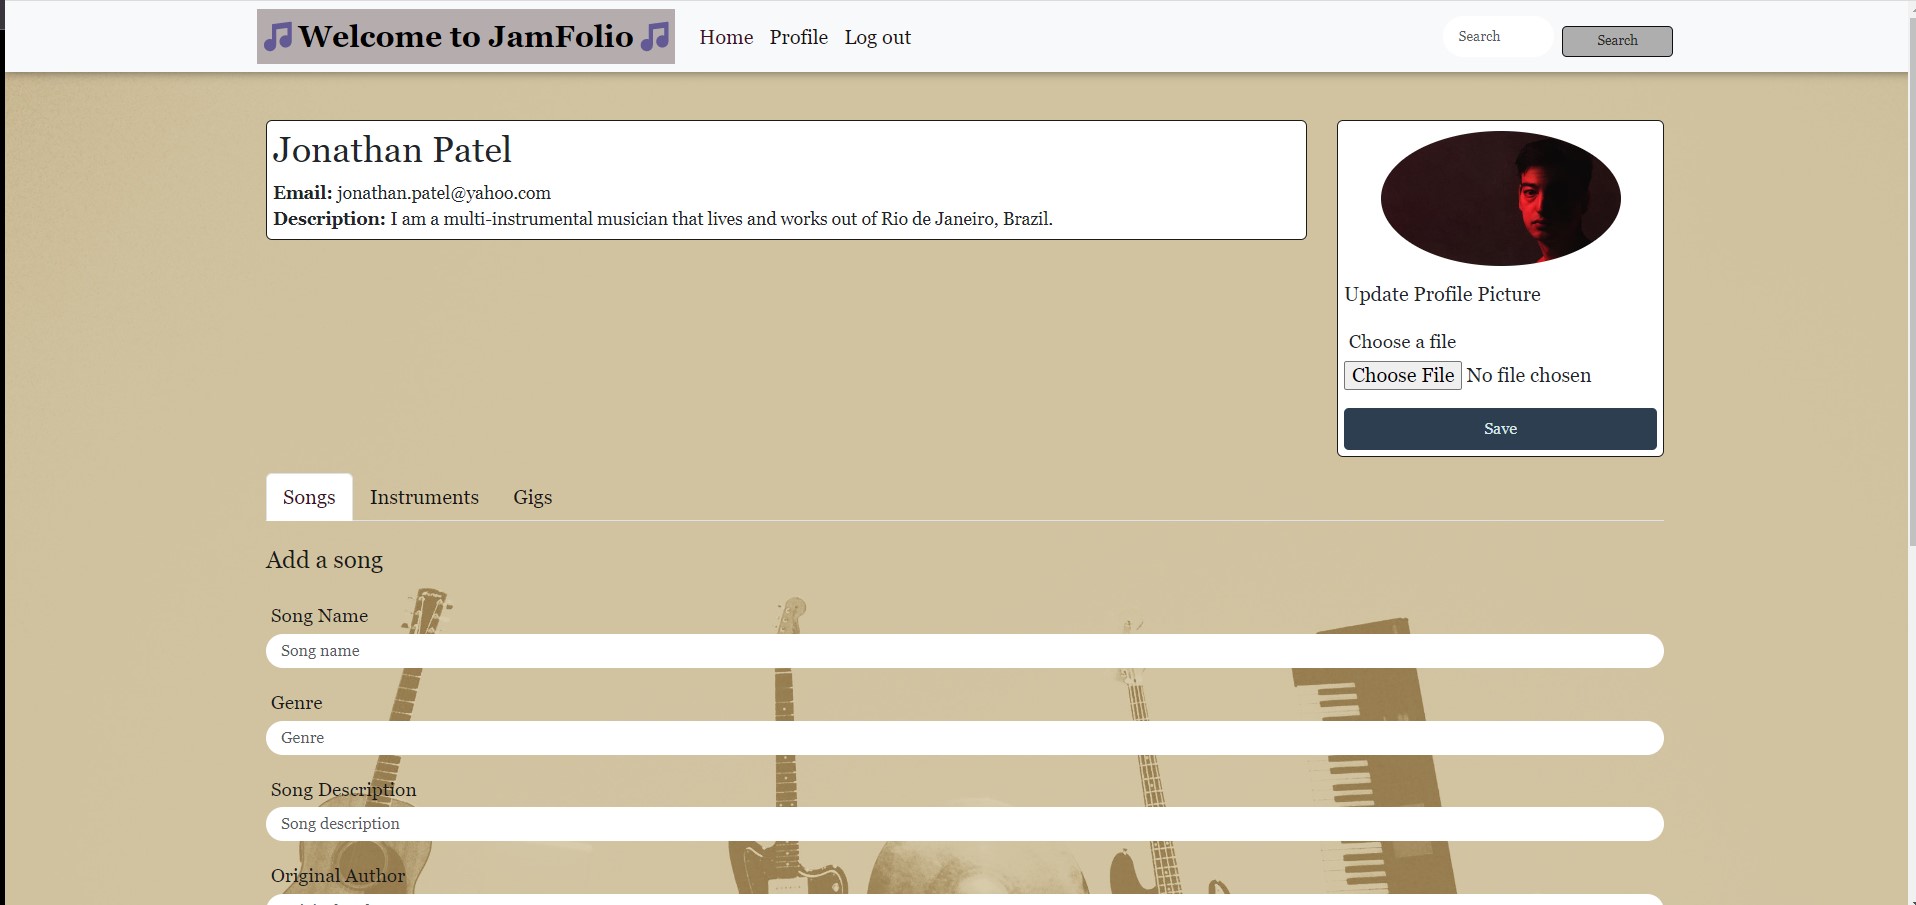 🎵Welcome to JamFolio🎵 Home Profile Log out Search Search
Jonathan Patel
Email: jonathan.patel@yahoo.com
Description: I am a multi-instrumental musician that lives and works out of Rio de Janeiro, Brazil.
Update Profile Picture
Choose a file
Choose File No file chosen
Save
Songs Instruments Gigs
Add a song
Song Name
Song name
Genre
Genre
Song Description
Song description
Original Author